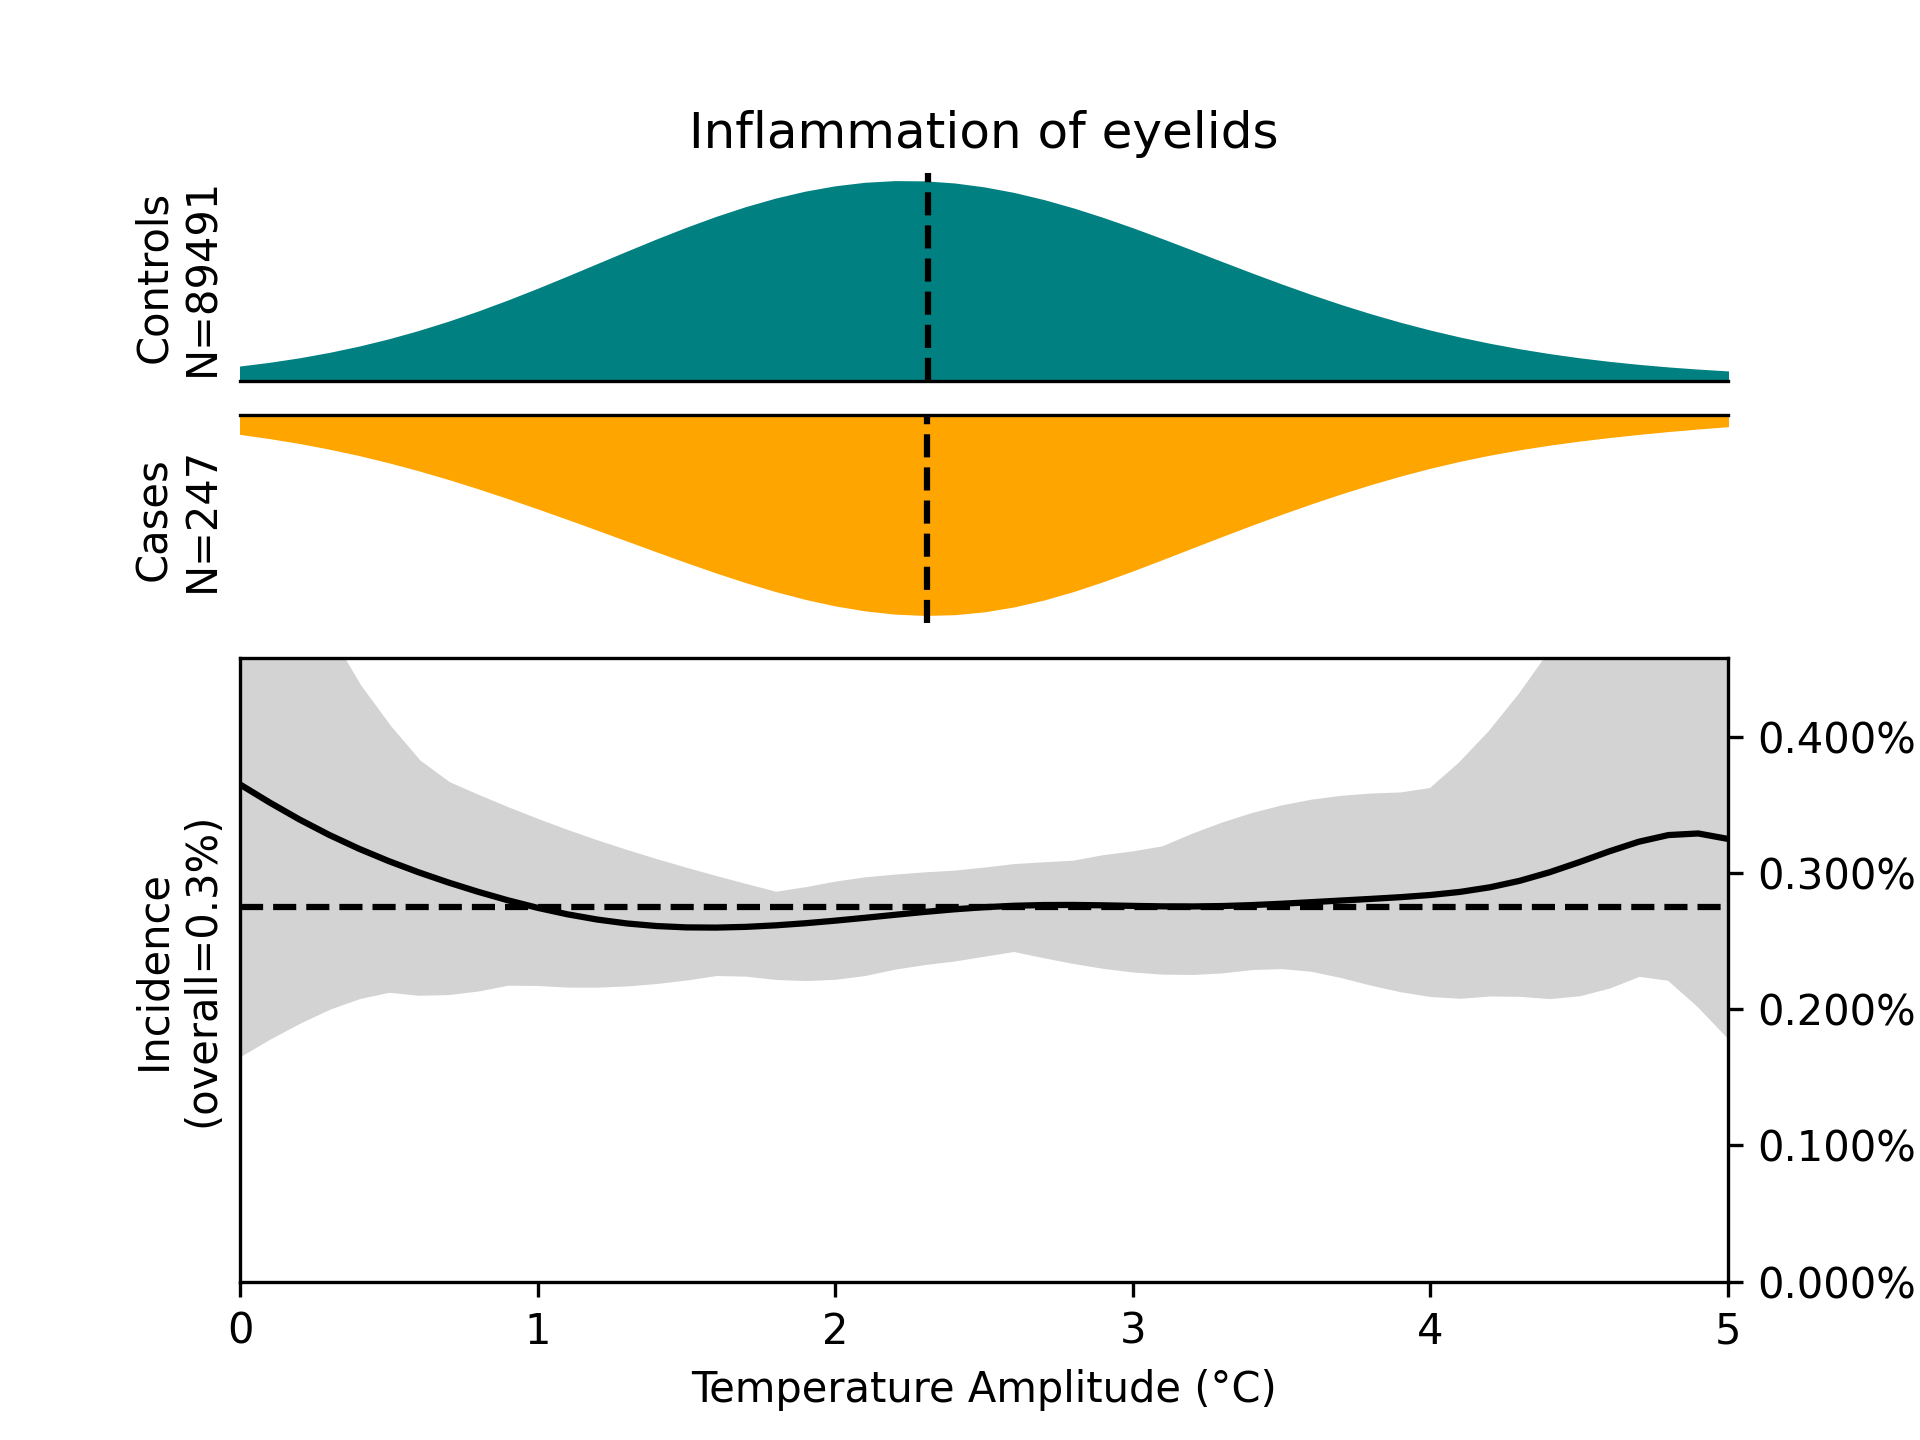 Inflammation of eyelids
Controls
N=89491
Cases
N=247
Incidence
(overall=0.3%)
0.400%
0.300%
0.200%
0.100%
0.000%
0 1 2 3 4 5
Temperature Amplitude (°C)